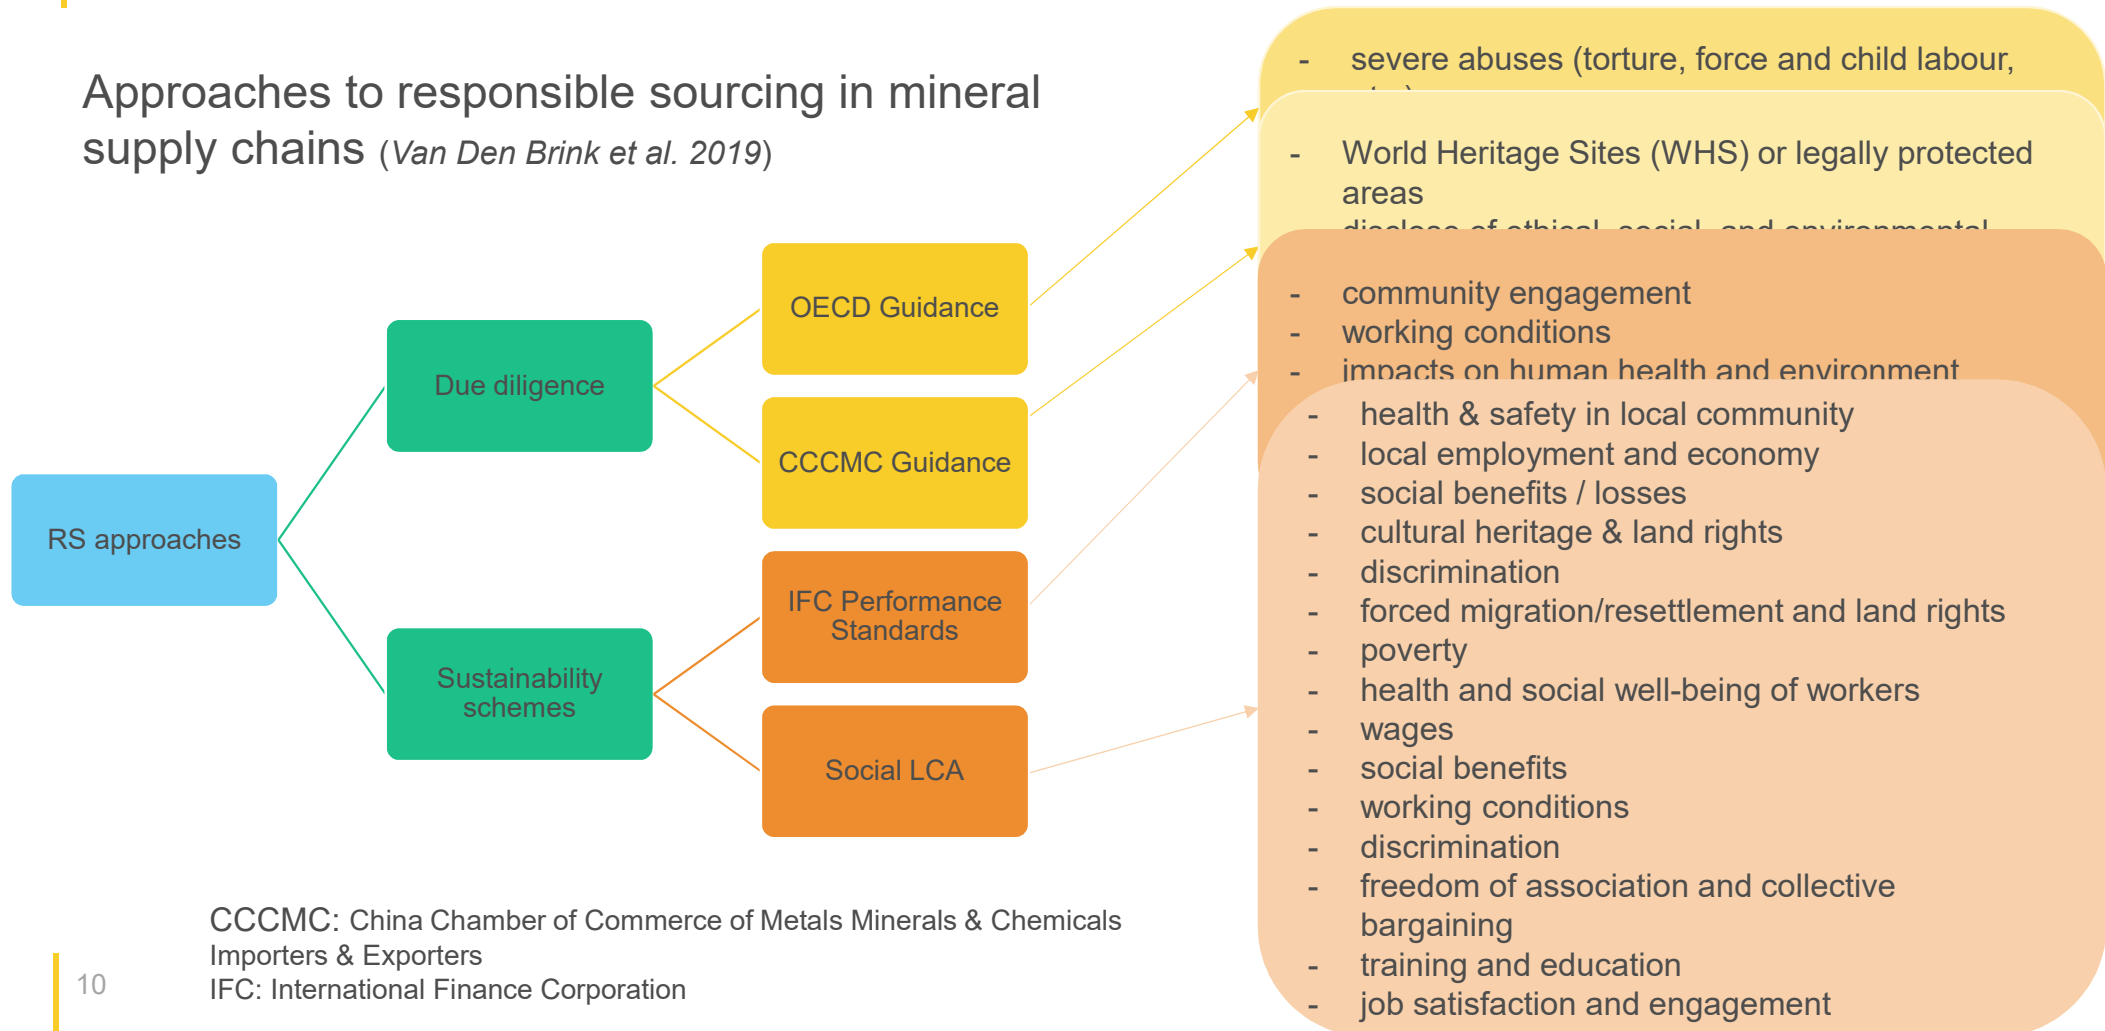 Approaches to responsible sourcing in mineral
supply chains (Van Den Brink et al. 2019)
RS approaches
Due diligence
Sustainability
schemes
OECD Guidance
CCCMC Guidance
IFC Performance
Standards
Social LCA
- severe abuses (torture, force and child labour,
- World Heritage Sites (WHS) or legally protected
areas
disclose of ethical, social, and environmental
- community engagement
- working conditions
- impacts on human health and environment
- health & safety in local community
- local employment and economy
- social benefits / losses
- cultural heritage & land rights
- discrimination
- forced migration/resettlement and land rights
- poverty
- health and social well-being of workers
- wages
- social benefits
- working conditions
- discrimination
- freedom of association and collective
bargaining
- training and education
- job satisfaction and engagement
CCCMC: China Chamber of Commerce of Metals Minerals & Chemicals
Importers & Exporters
IFC: International Finance Corporation
10